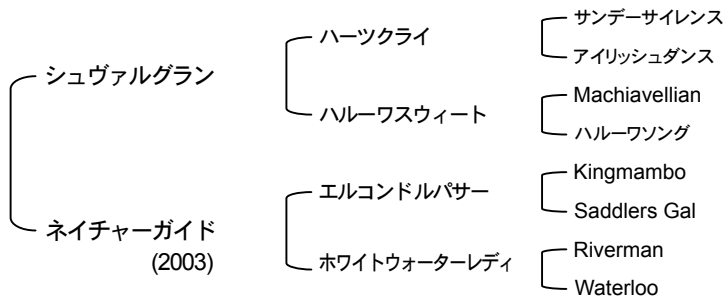 シュヴァルグラン
ネイチャーガイド
(2003)
ハーツクライ
ハルーワスウィート
エルコンドルパサー
ホワイトウォーターレディ
サンデーサイレンス
アイリッシュダンス
Machiavellian
ハルーワソング
Kingmambo
Saddlers Gal
Riverman
Waterloo